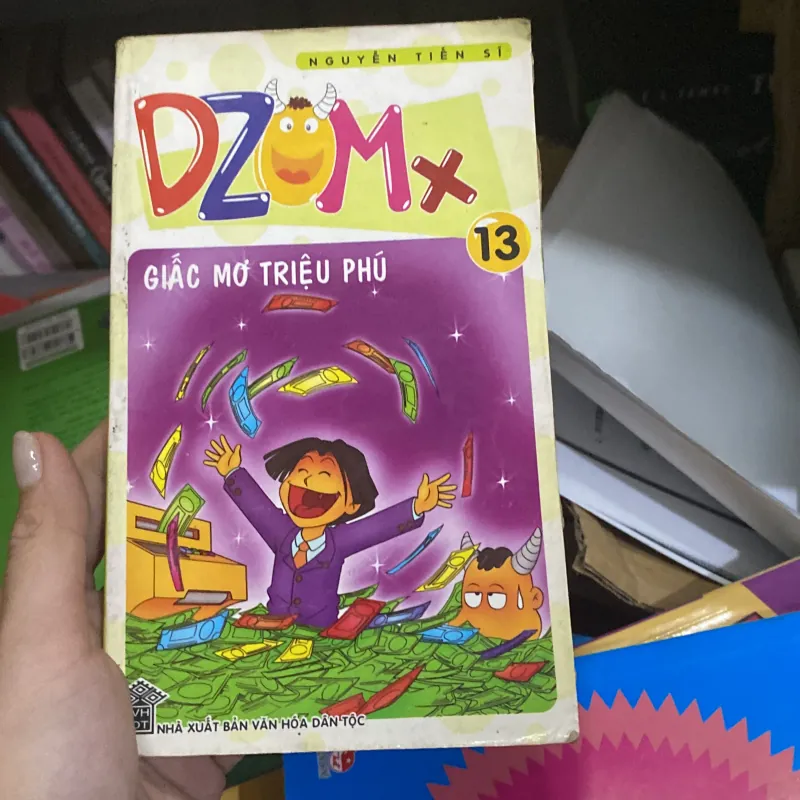 NGUYỄN TIẾN SĨ
DZOMx
13
GIẤC MƠ TRIỆU PHÚ
NHÀ XUẤT BẢN VĂN HÓA DÂN TỘC